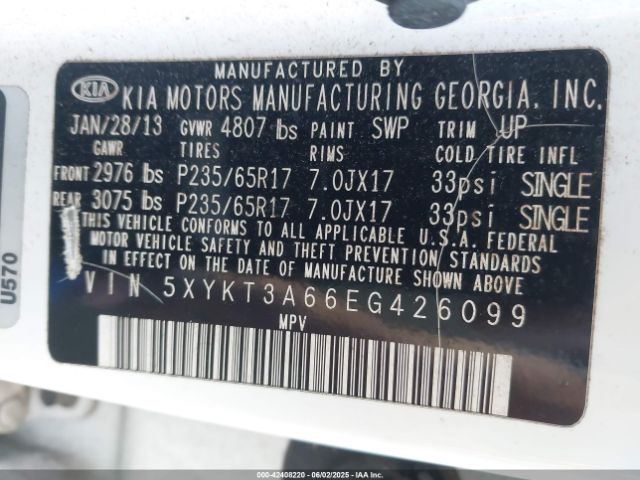 MANUFACTURED BY
KIA KIA MOTORS MANUFACTURING GEORGIA, INC.
JAN/28/13 GVWR 4807 lbs PAINT SWP TRIM UP
GAWR TIRES RIMS COLD TIRE INFL
FRONT 2976 lbs P235/65R17 7.0JX17 33psi SINGLE
REAR 3075 lbs P235/65R17 7.0JX17 33psi SINGLE
THIS VEHICLE CONFORMS TO ALL APPLICABLE U.S.A. FEDERAL
MOTOR VEHICLE SAFETY AND THEFT PREVENTION STANDARDS
IN EFFECT ON THE DATE OF MANUFACTURE SHOWN ABOVE
VIN 5XYKT3A66EG426099
MPV
U570
000-42408220 - 06/02/2025 - IAAI.COM